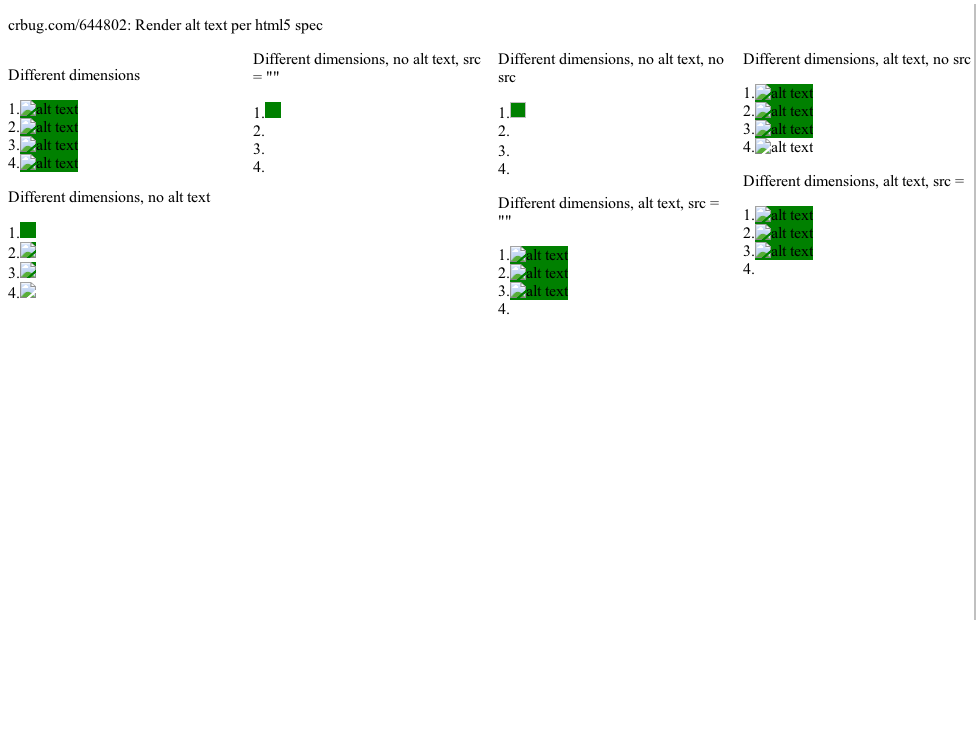 crbug.com/644802: Render alt text per html5 spec
Different dimensions
1.alt text
2.alt text
3.alt text
4.alt text
Different dimensions, no alt text
1.
2.
3.
4.
Different dimensions, no alt text, src
= ""
1.
2.
3.
4.
Different dimensions, no alt text, no
src
1.
2.
3.
4.
Different dimensions, alt text, src =
""
1.alt text
2.alt text
3.alt text
4.
Different dimensions, alt text, no src
1.alt text
2.alt text
3.alt text
4.alt text
Different dimensions, alt text, src =
1.alt text
2.alt text
3.alt text
4.